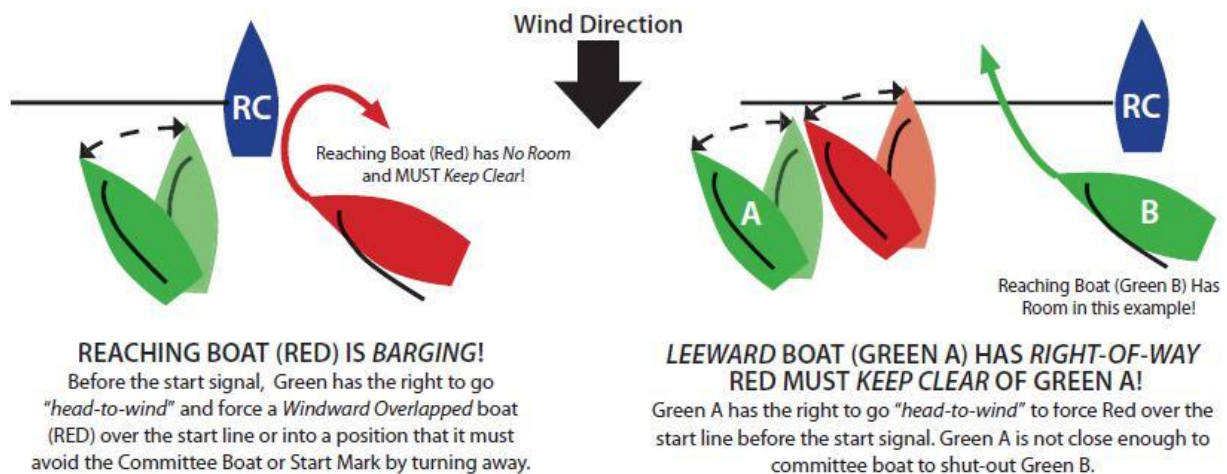 Wind Direction
RC
Reaching Boat (Red) has No Room
and MUST Keep Clear!
REACHING BOAT (RED) IS BARGING!
Before the start signal, Green has the right to go
“head-to-wind” and force a Windward Overlapped boat
(RED) over the start line or into a position that it must
avoid the Committee Boat or Start Mark by turning away.
RC
A
B
Reaching Boat (Green B) Has
Room in this example!
LEEWARD BOAT (GREEN A) HAS RIGHT-OF-WAY
RED MUST KEEP CLEAR OF GREEN A!
Green A has the right to go “head-to-wind” to force Red over the
start line before the start signal. Green A is not close enough to
committee boat to shut-out Green B.